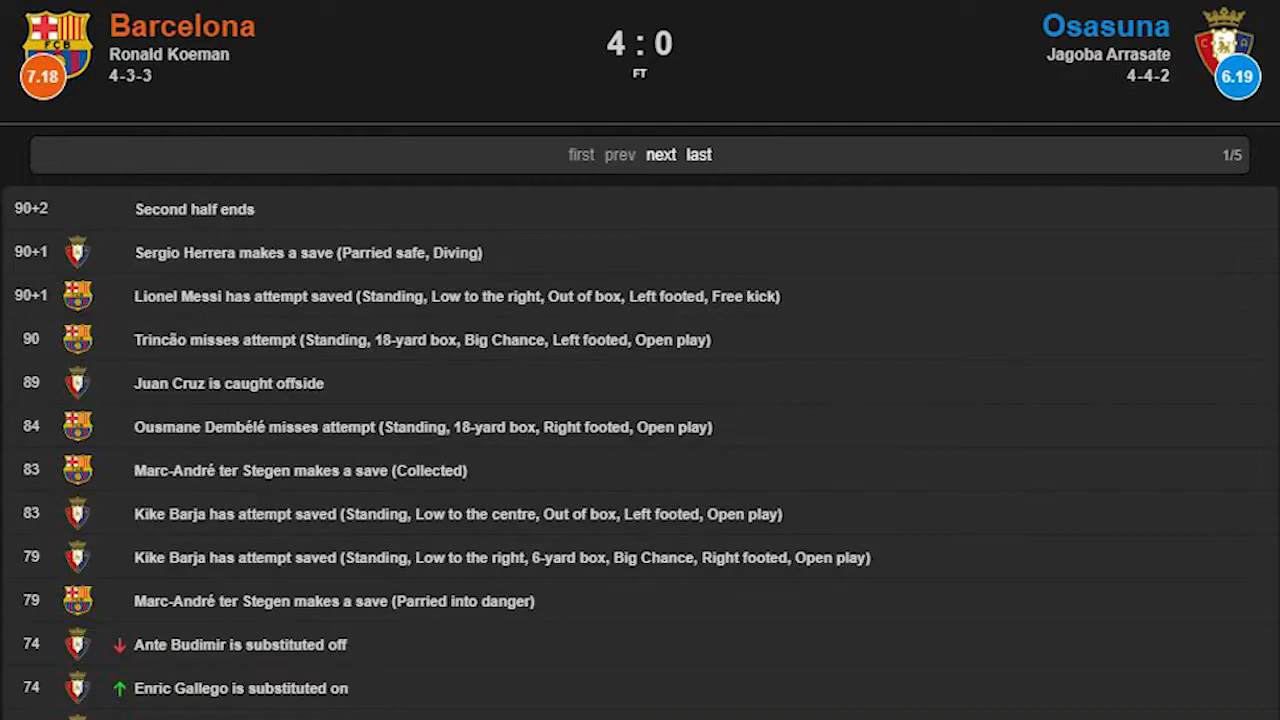 Barcelona
Ronald Koeman
4-3-3
7.18
FCB
4 : 0
FT
Osasuna
Jagoba Arrasate
4-4-2
6.19
first prev next last
1/5
90+2 Second half ends
90+1 Sergio Herrera makes a save (Parried safe, Diving)
90+1 Lionel Messi has attempt saved (Standing, Low to the right, Out of box, Left footed, Free kick)
90 Trincão misses attempt (Standing, 18-yard box, Big Chance, Left footed, Open play)
89 Juan Cruz is caught offside
84 Ousmane Dembélé misses attempt (Standing, 18-yard box, Right footed, Open play)
83 Marc-André ter Stegen makes a save (Collected)
83 Kike Barja has attempt saved (Standing, Low to the centre, Out of box, Left footed, Open play)
79 Kike Barja has attempt saved (Standing, Low to the right, 6-yard box, Big Chance, Right footed, Open play)
79 Marc-André ter Stegen makes a save (Parried into danger)
74 Ante Budimir is substituted off
74 Enric Gallego is substituted on